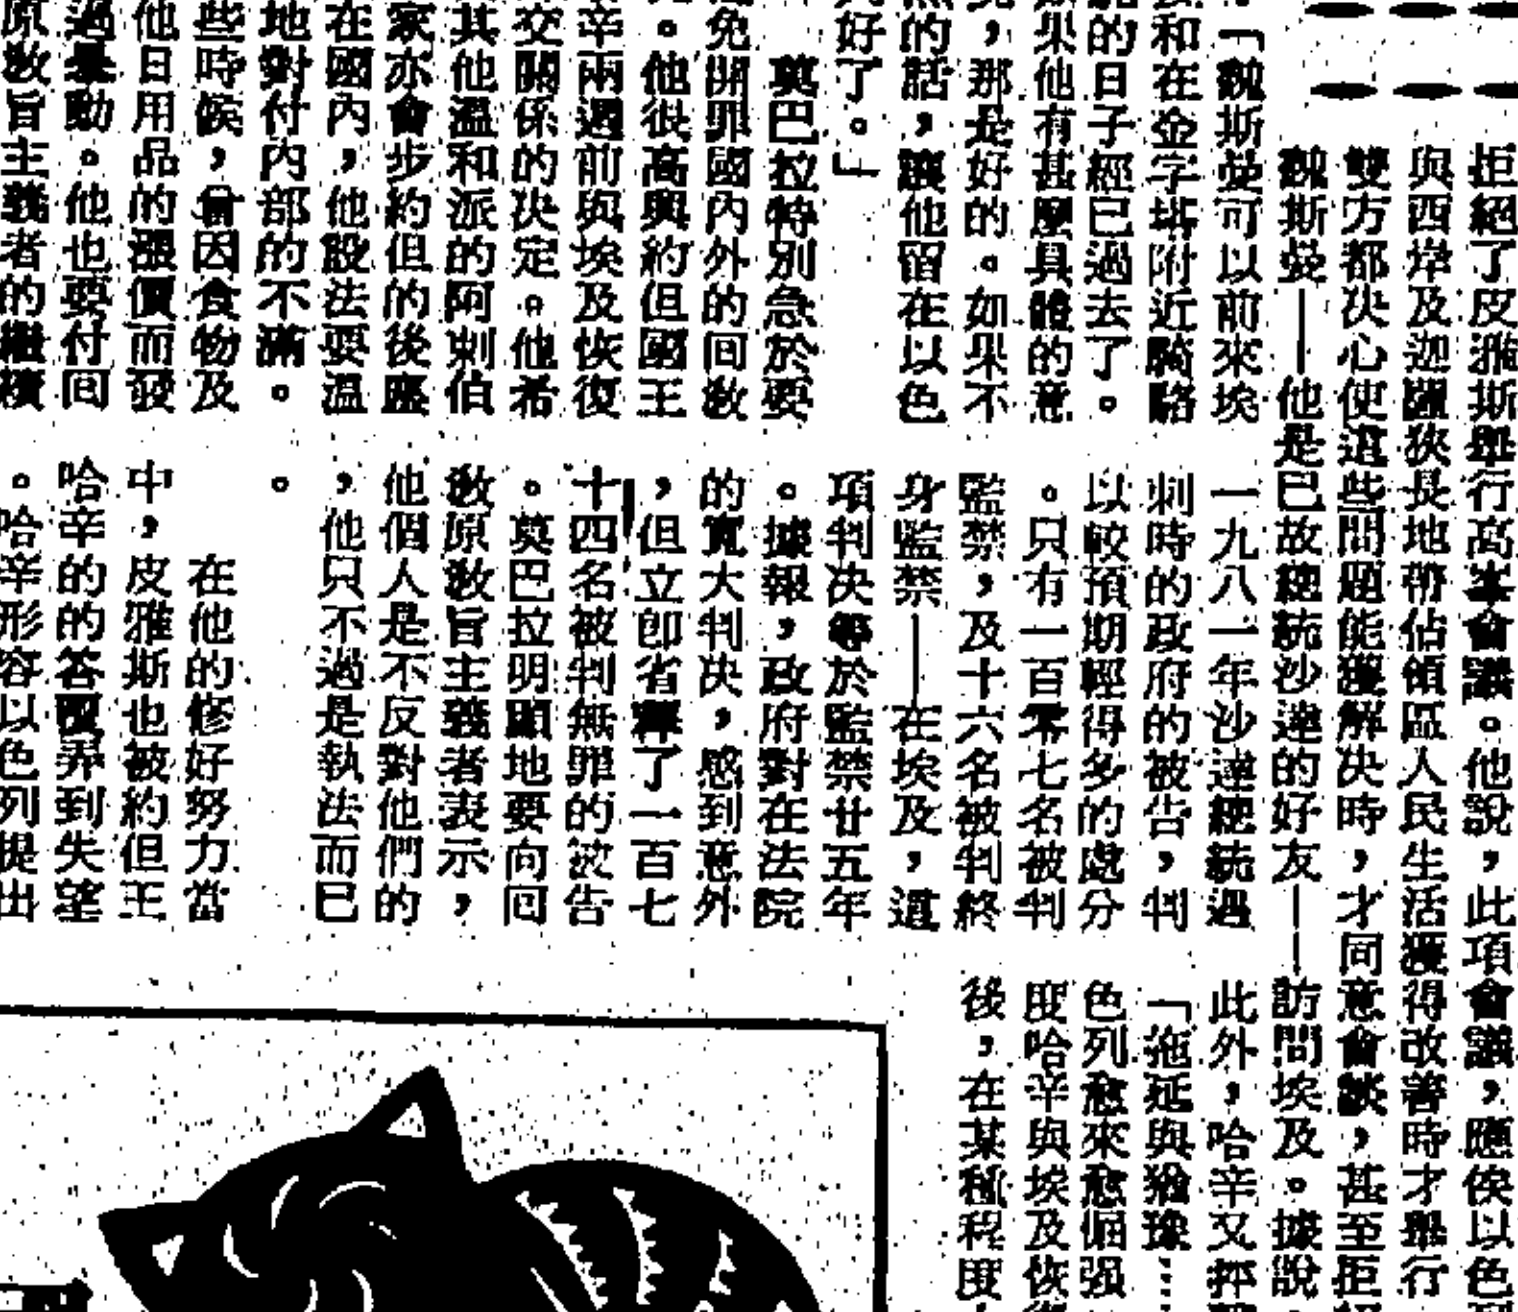 拒絕了皮雅斯舉行高峯會議。他說,此項會議,應俟以色
與西岸及迦薩狹長地帶佔領區人民生活獲得改善時才舉行
雙方都決心使這些問題能獲解決時,才同意會談,甚至拒
魏斯曼——他是已故總統沙達的好友——訪問埃及。據說
。「魏斯曼可以前來埃
和在金字塔附近騎駱
的日子經已過去了。
果他有甚麼具體的意
,那是好的。如果不
的話,讓他留在以色
好了。」
莫巴拉特別急於要
免開罪國內外的回敎
。他很高興約但國王
辛兩週前與埃及恢復
交關係的決定。他希
其他溫和派的阿剌伯
家亦會步約但的後塵
在國內,他設法要溫
地對付內部的不滿。
些時候,曾因食物及
他日用品的漲價而發
過暴動。他也要付回
原敎旨主義者的繼續
一九八一年沙達總統遇
刺時的政府的被告,判
以較預期輕得多的處分
。只有一百零七名被判
監禁,及十六名被判終
身監禁——在埃及,這
項判決等於監禁廿五年
。據報,政府對在法院
的寬大判決,感到意外
,但立卽省釋了一百七
十四名被判無罪的被告
。莫巴拉明顯地要向回
敎原敎旨主義者表示,
他個人是不反對他們的
,他只不過是執法而已
。
在他的修好努力當
中,皮雅斯也被約但王
哈辛的的答覆弄到失望
。哈辛形容以色列提出
此外,哈辛又抨
「拖延與猶豫…
色列愈來愈倔强
度哈辛與埃及恢
後,在某種程度